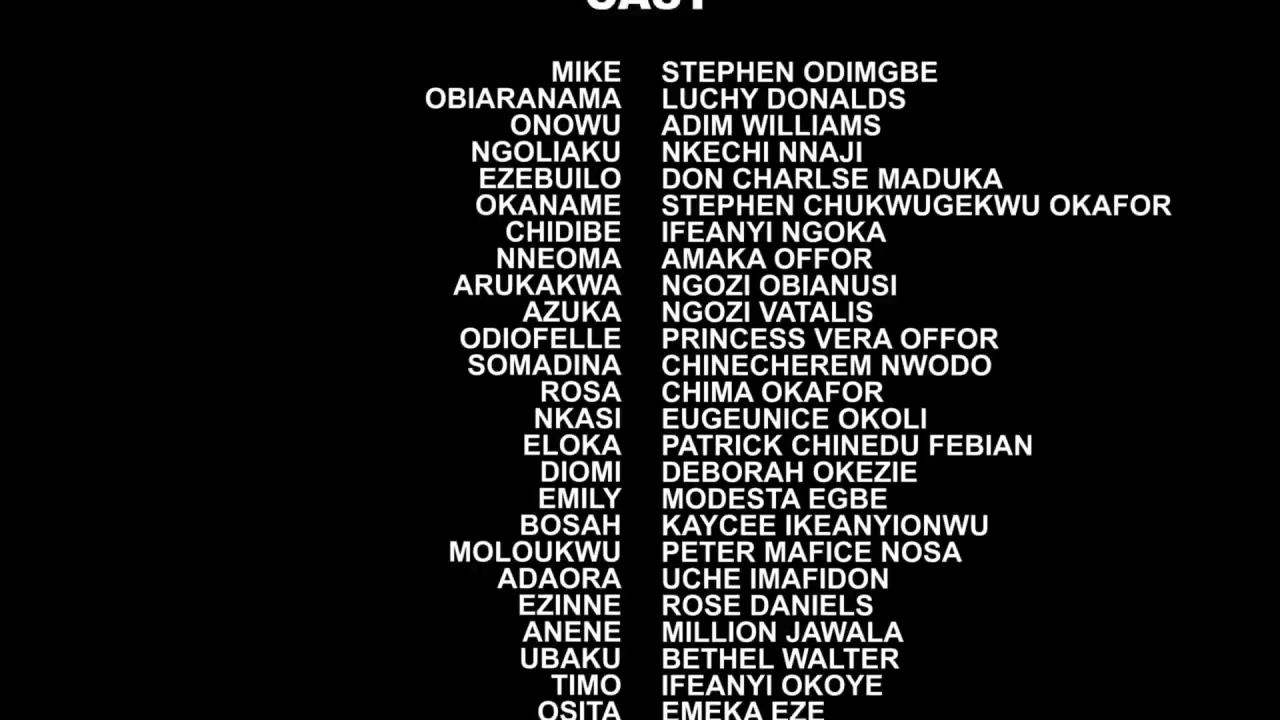 CAST
MIKE STEPHEN ODIMGBE
OBIARANAMA LUCHY DONALDS
ONOWU ADIM WILLIAMS
NGOLIAKU NKECHI NNAJI
EZEBUILO DON CHARLSE MADUKA
OKANAME STEPHEN CHUKWUGEKWU OKAFOR
CHIDIBE IFEANYI NGOKA
NNEOMA AMAKA OFFOR
ARUKAKWA NGOZI OBIANUSI
AZUKA NGOZI VATALIS
ODIOFELLE PRINCESS VERA OFFOR
SOMADINA CHINECHEREM NWODO
ROSA CHIMA OKAFOR
NKASI EUGEUNICE OKOLI
ELOKA PATRICK CHINEDU FEBIAN
DIOMI DEBORAH OKEZIE
EMILY MODESTA EGBE
BOSAH KAYCEE IKEANYIONWU
MOLOUKWU PETER MAFICE NOSA
ADAORA UCHE IMAFIDON
EZINNE ROSE DANIELS
ANENE MILLION JAWALA
UBAKU BETHEL WALTER
TIMO IFEANYI OKOYE
OSITA EMEKA EZE